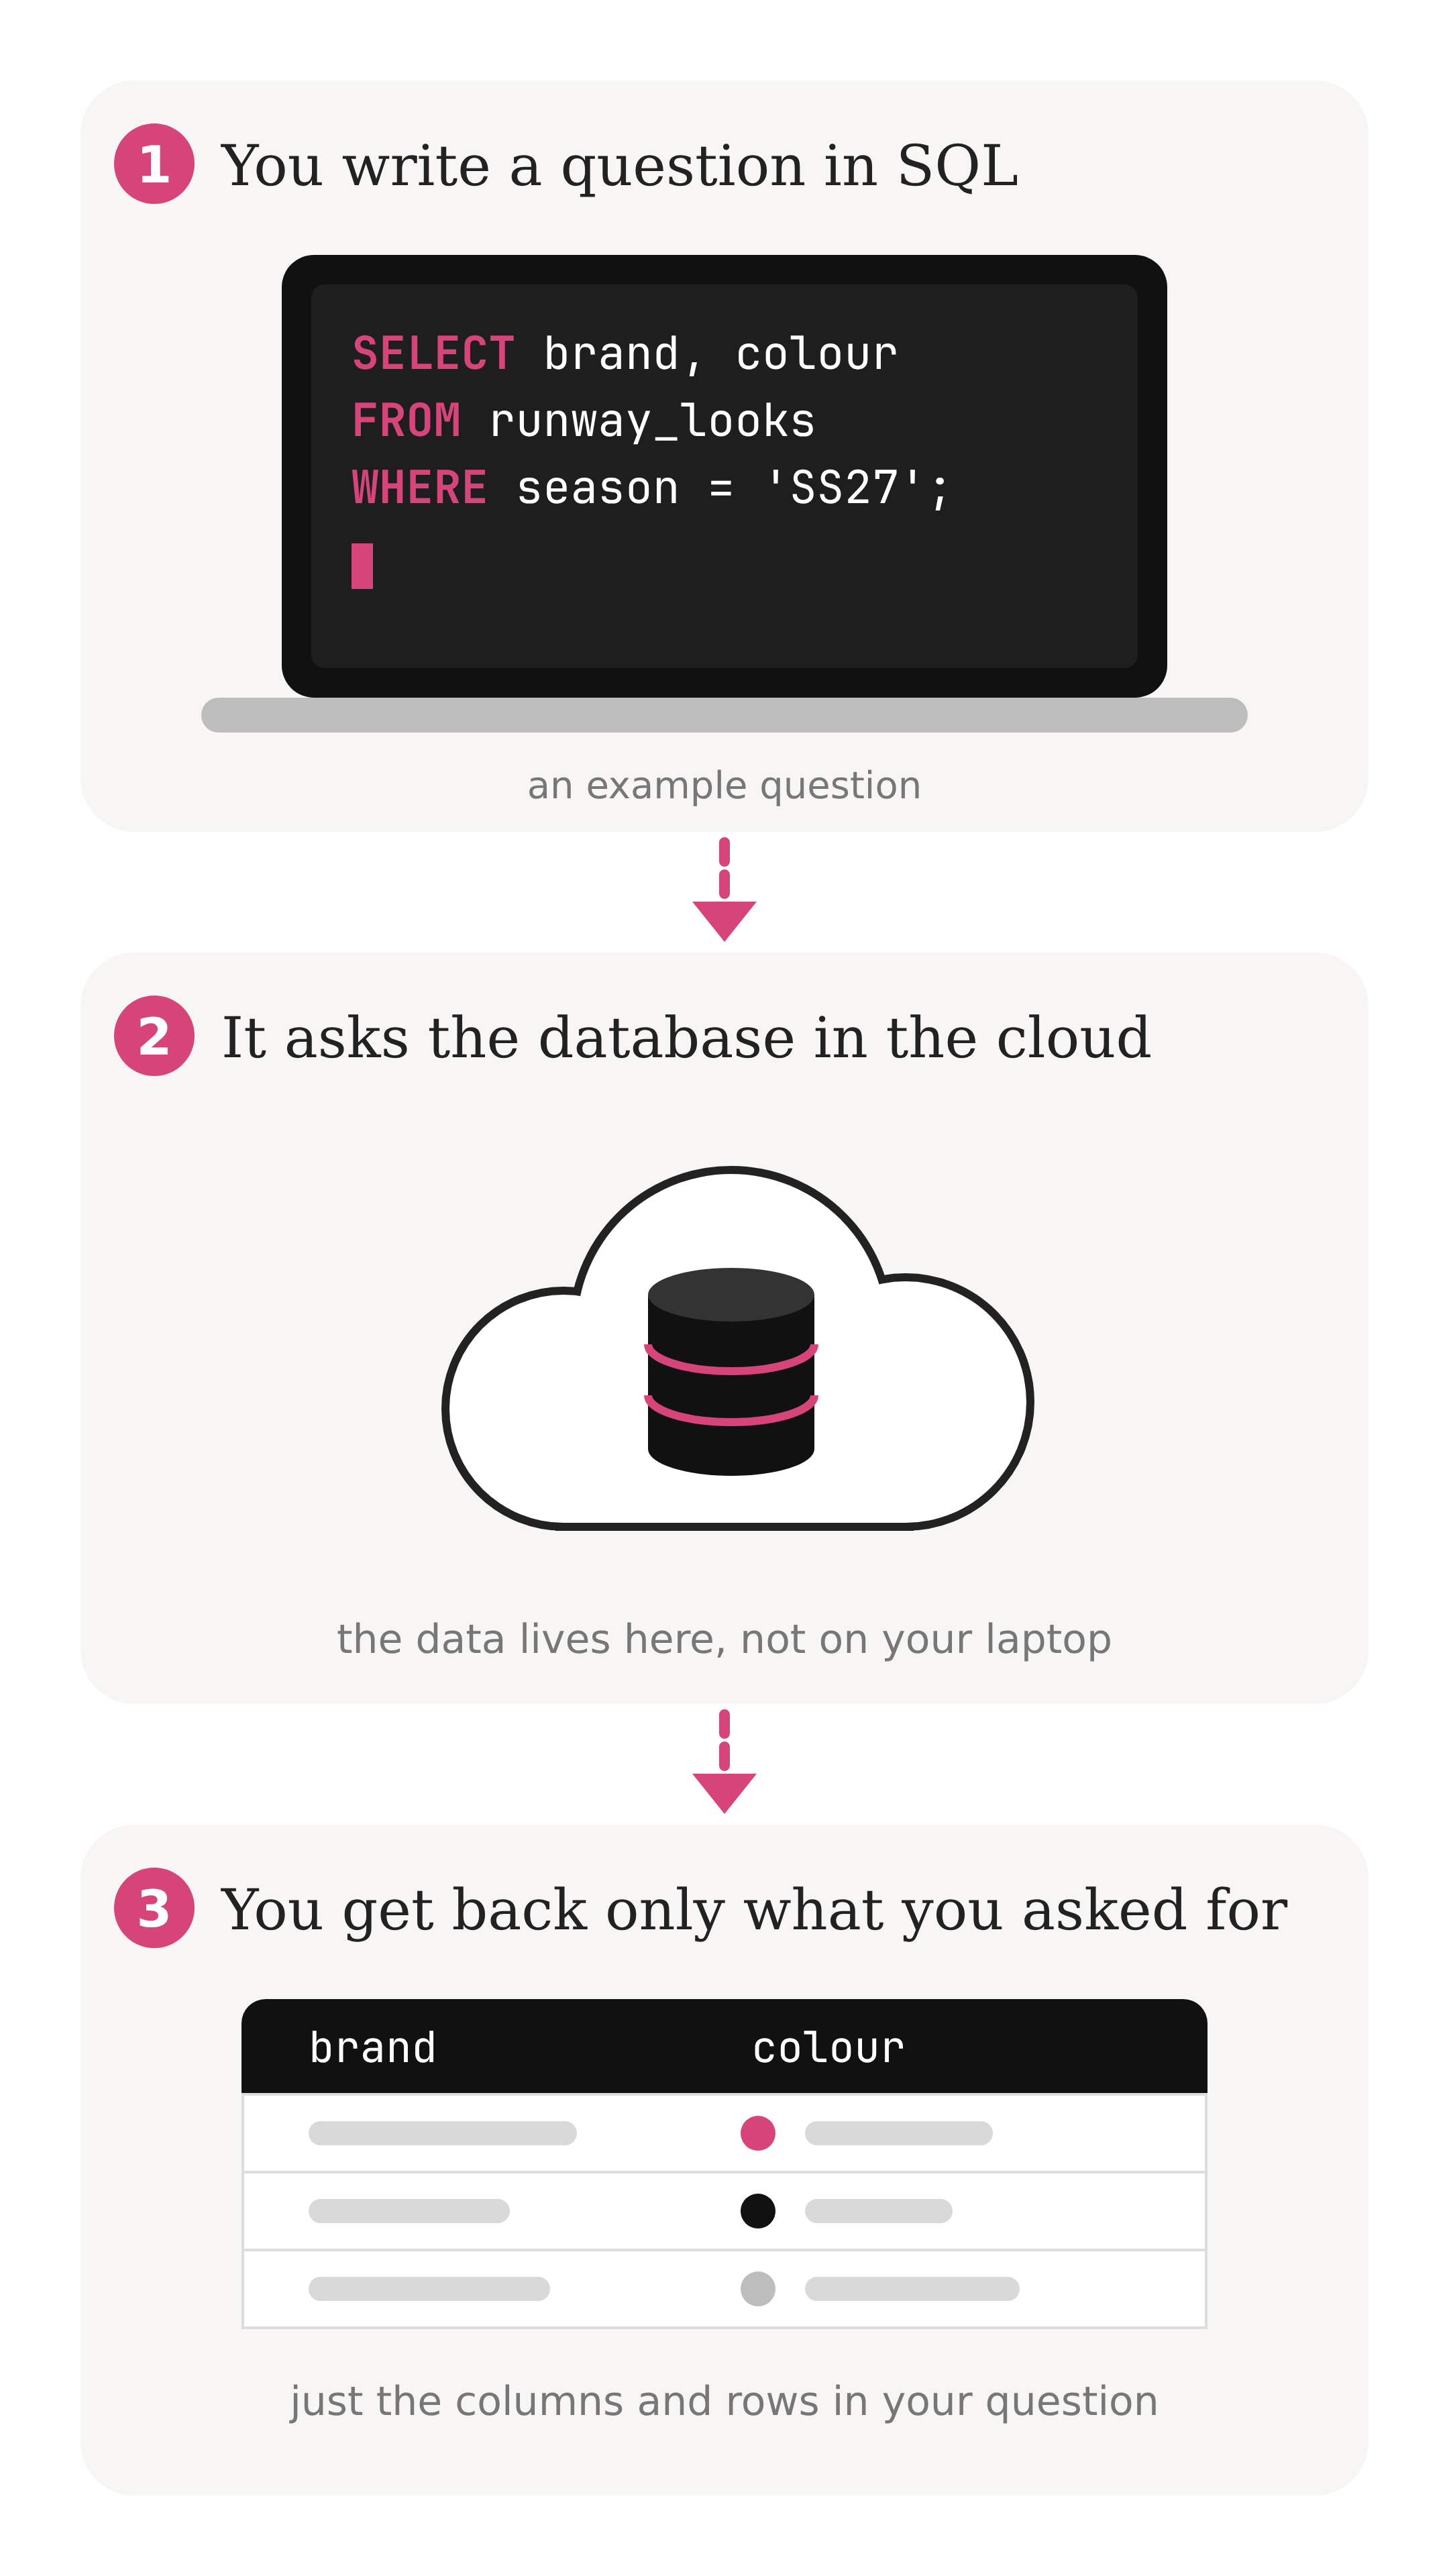 1 You write a question in SQL
SELECT brand, colour
FROM runway_looks
WHERE season = 'SS27';
an example question
2 It asks the database in the cloud
the data lives here, not on your laptop
3 You get back only what you asked for
brand colour
just the columns and rows in your question